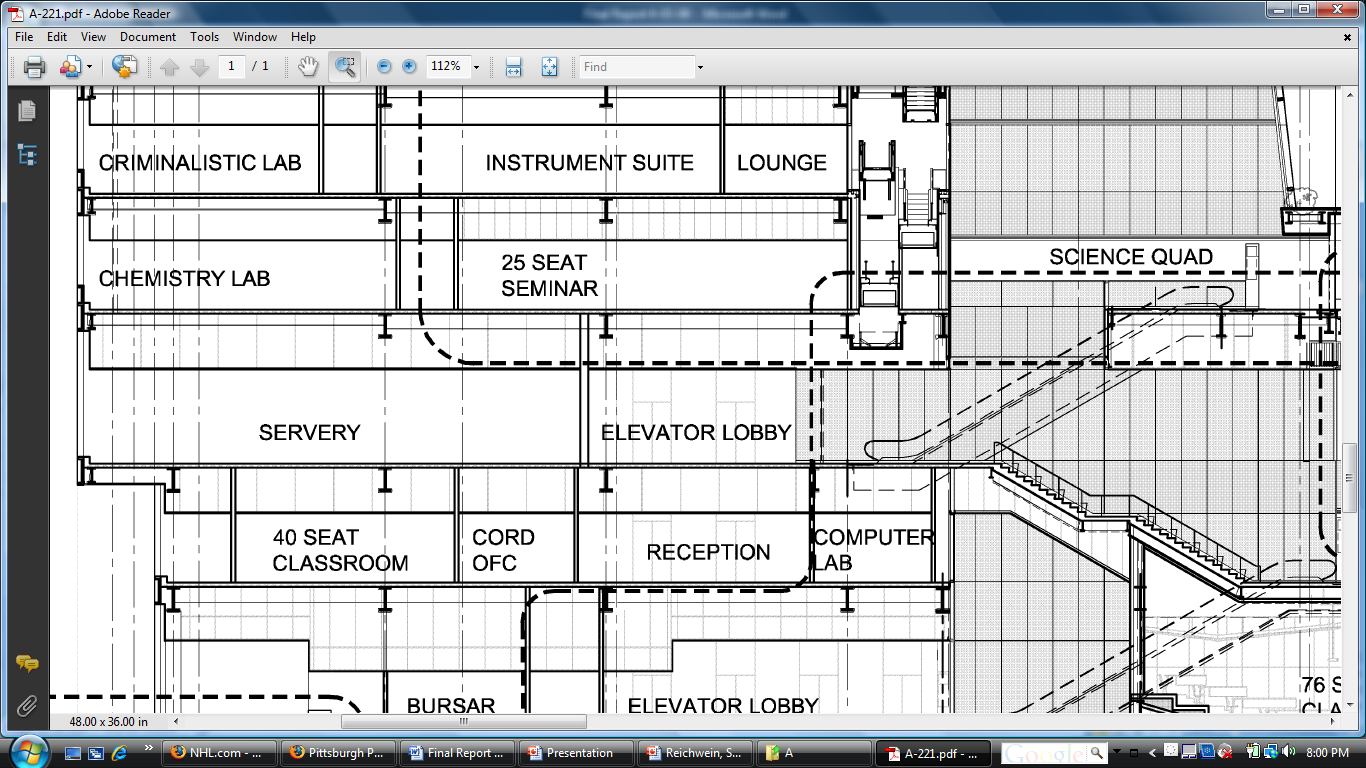 A-221.pdf - Adobe Reader
File Edit View Document Tools Window Help
1 / 1 112% Find
CRIMINALISTIC LAB INSTRUMENT SUITE LOUNGE
CHEMISTRY LAB
25 SEAT
SEMINAR
SCIENCE QUAD
SERVERY ELEVATOR LOBBY
40 SEAT
CLASSROOM
CORD
OFC
RECEPTION
COMPUTER
LAB
BURSAR ELEVATOR LOBBY
76
48.00 x 36.00 in
NHL.com - ... Pittsburgh P... Final Report ... Presentation Reichwein, S... A A-221.pdf - ... Google 8:00 PM